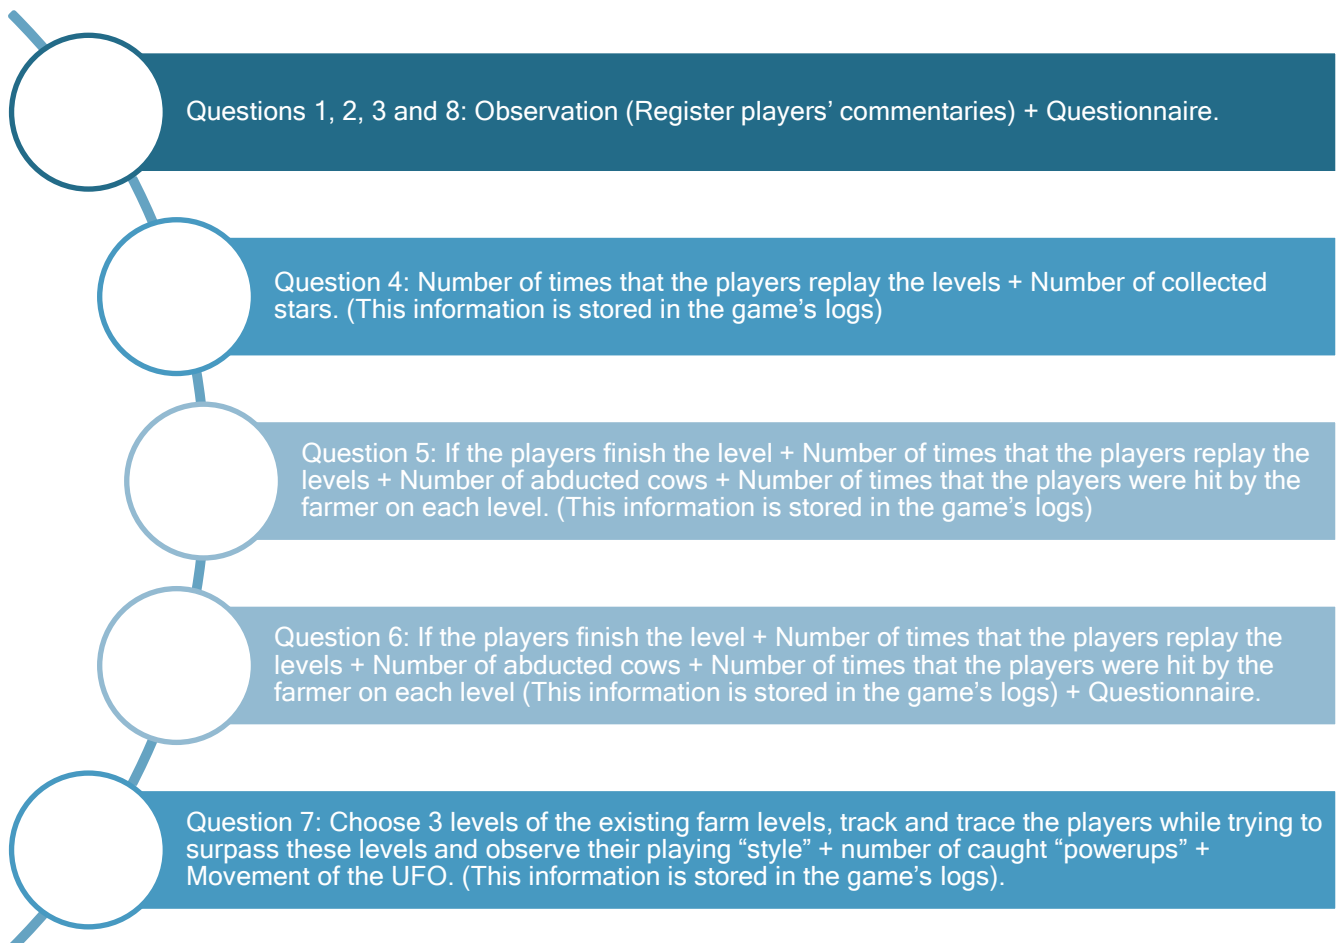 Questions 1, 2, 3 and 8: Observation (Register players’ commentaries) + Questionnaire.
Question 4: Number of times that the players replay the levels + Number of collected
stars. (This information is stored in the game’s logs)
Question 5: If the players finish the level + Number of times that the players replay the
levels + Number of abducted cows + Number of times that the players were hit by the
farmer on each level. (This information is stored in the game’s logs)
Question 6: If the players finish the level + Number of times that the players replay the
levels + Number of abducted cows + Number of times that the players were hit by the
farmer on each level (This information is stored in the game’s logs) + Questionnaire.
Question 7: Choose 3 levels of the existing farm levels, track and trace the players while trying to
surpass these levels and observe their playing “style” + number of caught “powerups” +
Movement of the UFO. (This information is stored in the game’s logs).